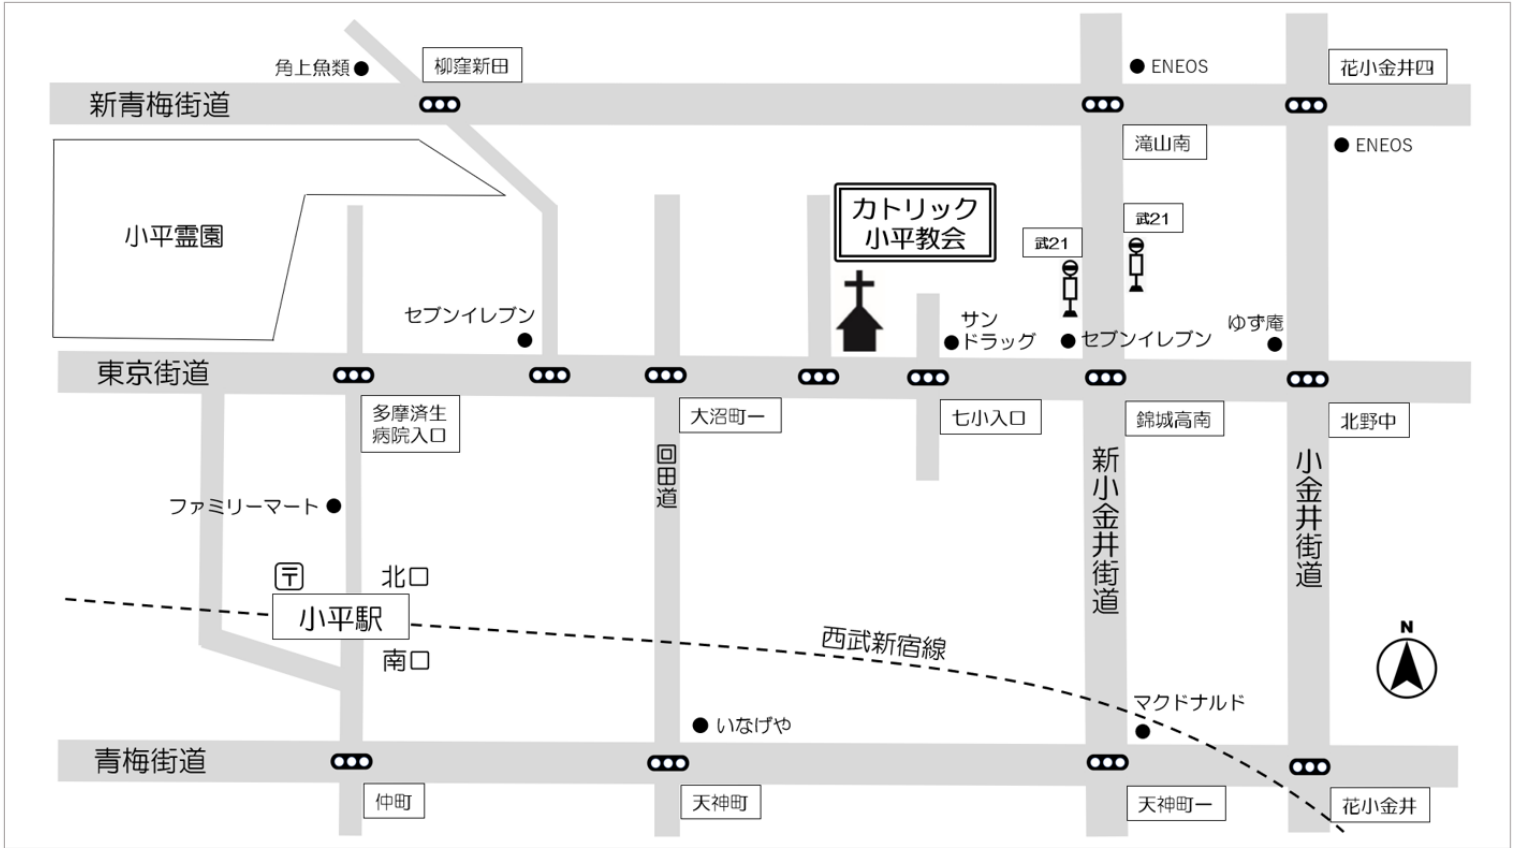 角上魚類
柳窪新田
ENEOS
花小金井四
新青梅街道
滝山南
ENEOS
小平霊園
カトリック
小平教会
武21
武21
セブンイレブン
サン
ドラッグ
セブンイレブン
ゆず庵
東京街道
多摩済生
病院入口
大沼町一
七小入口
錦城高南
北野中
回田道
新小金井街道
小金井街道
ファミリーマート
〒
北口
小平駅
南口
西武新宿線
N
マクドナルド
いなげや
青梅街道
仲町
天神町
天神町一
花小金井